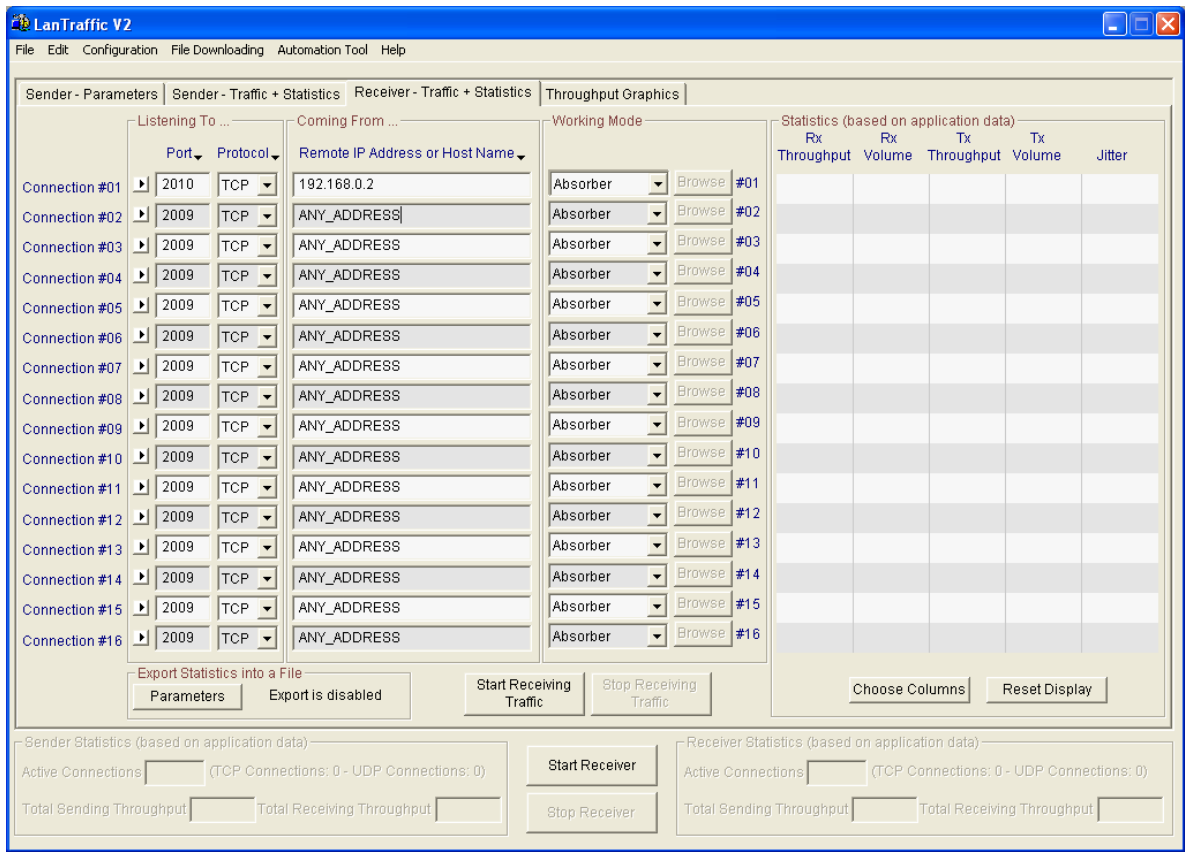 LanTraffic V2
File Edit Configuration File Downloading Automation Tool Help
Sender - Parameters Sender - Traffic + Statistics Receiver - Traffic + Statistics Throughput Graphics
Listening To ... Coming From ... Working Mode Statistics (based on application data)
Port Protocol Remote IP Address or Host Name Rx Throughput Rx Volume Tx Throughput Tx Volume Jitter
Connection #01 2010 TCP 192.168.0.2 Absorber Browse #01
Connection #02 2009 TCP ANY_ADDRESS Absorber Browse #02
Connection #03 2009 TCP ANY_ADDRESS Absorber Browse #03
Connection #04 2009 TCP ANY_ADDRESS Absorber Browse #04
Connection #05 2009 TCP ANY_ADDRESS Absorber Browse #05
Connection #06 2009 TCP ANY_ADDRESS Absorber Browse #06
Connection #07 2009 TCP ANY_ADDRESS Absorber Browse #07
Connection #08 2009 TCP ANY_ADDRESS Absorber Browse #08
Connection #09 2009 TCP ANY_ADDRESS Absorber Browse #09
Connection #10 2009 TCP ANY_ADDRESS Absorber Browse #10
Connection #11 2009 TCP ANY_ADDRESS Absorber Browse #11
Connection #12 2009 TCP ANY_ADDRESS Absorber Browse #12
Connection #13 2009 TCP ANY_ADDRESS Absorber Browse #13
Connection #14 2009 TCP ANY_ADDRESS Absorber Browse #14
Connection #15 2009 TCP ANY_ADDRESS Absorber Browse #15
Connection #16 2009 TCP ANY_ADDRESS Absorber Browse #16
Export Statistics into a File
Parameters Export is disabled
Start Receiving Traffic
Stop Receiving Traffic
Choose Columns Reset Display
Sender Statistics (based on application data)
Active Connections (TCP Connections: 0 - UDP Connections: 0)
Total Sending Throughput Total Receiving Throughput
Start Receiver
Stop Receiver
Receiver Statistics (based on application data)
Active Connections (TCP Connections: 0 - UDP Connections: 0)
Total Sending Throughput Total Receiving Throughput